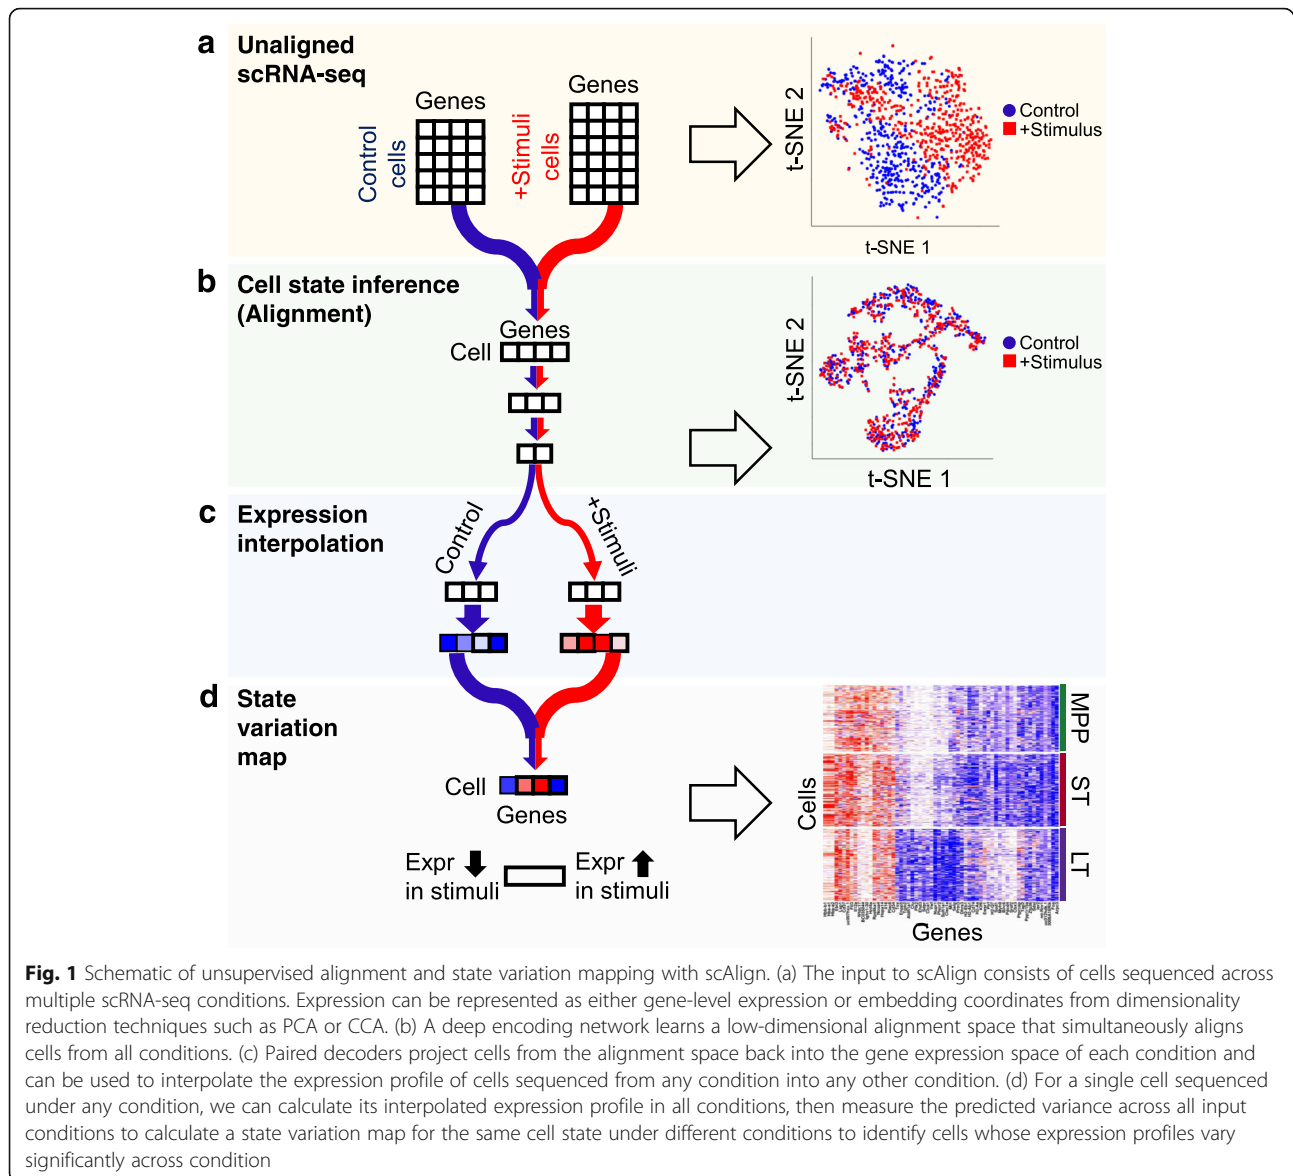 a
Unaligned
scRNA-seq
Genes
Genes
Control
cells
+Stimuli
cells
t-SNE 2
t-SNE 1
Control
+Stimulus
b
Cell state inference
(Alignment)
Genes
Cell
t-SNE 2
t-SNE 1
Control
+Stimulus
c
Expression
interpolation
Control
+Stimuli
d
State
variation
map
Cell
Genes
Expr
in stimuli
Expr
in stimuli
Cells
MPP
ST
LT
Genes
Fig. 1 Schematic of unsupervised alignment and state variation mapping with scAlign. (a) The input to scAlign consists of cells sequenced across
multiple scRNA-seq conditions. Expression can be represented as either gene-level expression or embedding coordinates from dimensionality
reduction techniques such as PCA or CCA. (b) A deep encoding network learns a low-dimensional alignment space that simultaneously aligns
cells from all conditions. (c) Paired decoders project cells from the alignment space back into the gene expression space of each condition and
can be used to interpolate the expression profile of cells sequenced from any condition into any other condition. (d) For a single cell sequenced
under any condition, we can calculate its interpolated expression profile in all conditions, then measure the predicted variance across all input
conditions to calculate a state variation map for the same cell state under different conditions to identify cells whose expression profiles vary
significantly across condition